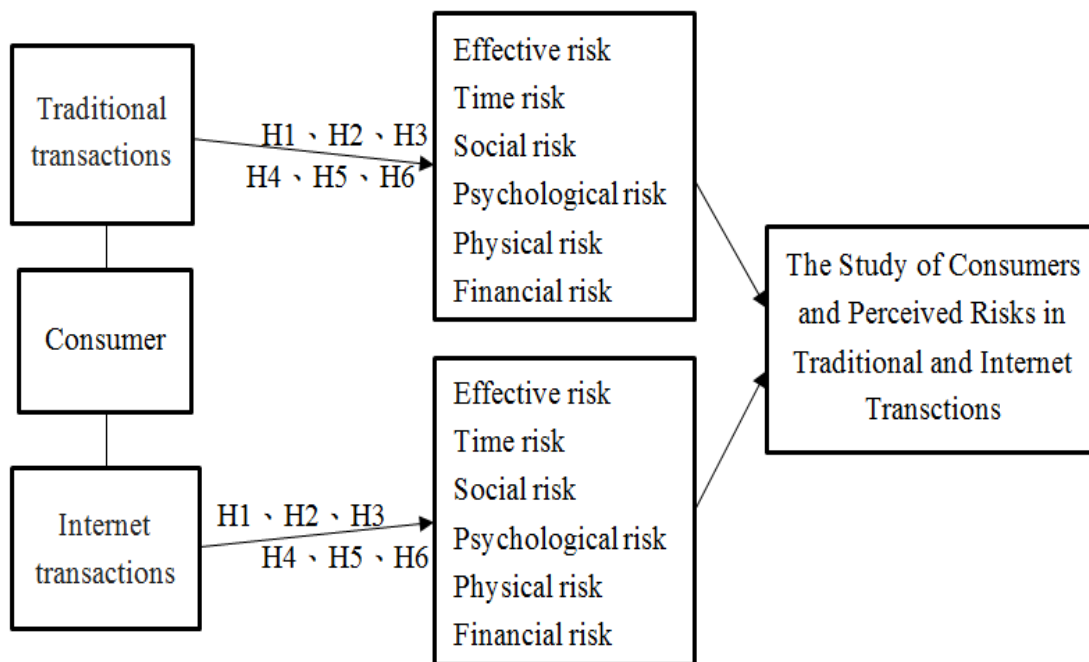 Traditional
transactions
Consumer
Internet
transactions
H1、H2、H3
H4、H5、H6
H1、H2、H3
H4、H5、H6
Effective risk
Time risk
Social risk
Psychological risk
Physical risk
Financial risk
Effective risk
Time risk
Social risk
Psychological risk
Physical risk
Financial risk
The Study of Consumers
and Perceived Risks in
Traditional and Internet
Transctions